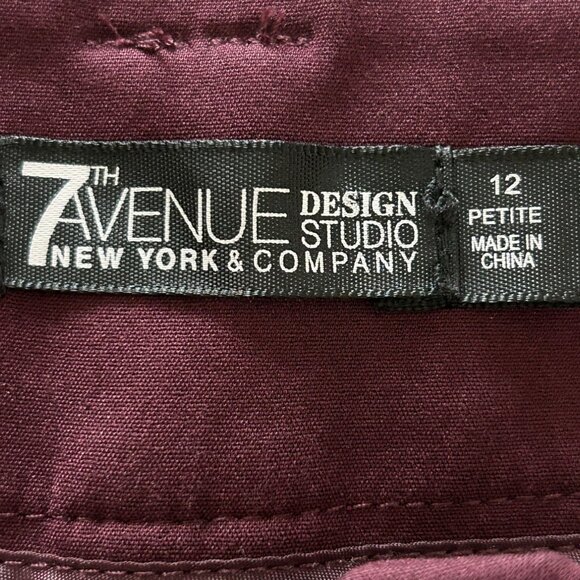 7TH AVENUE DESIGN STUDIO
NEW YORK & COMPANY
12
PETITE
MADE IN
CHINA